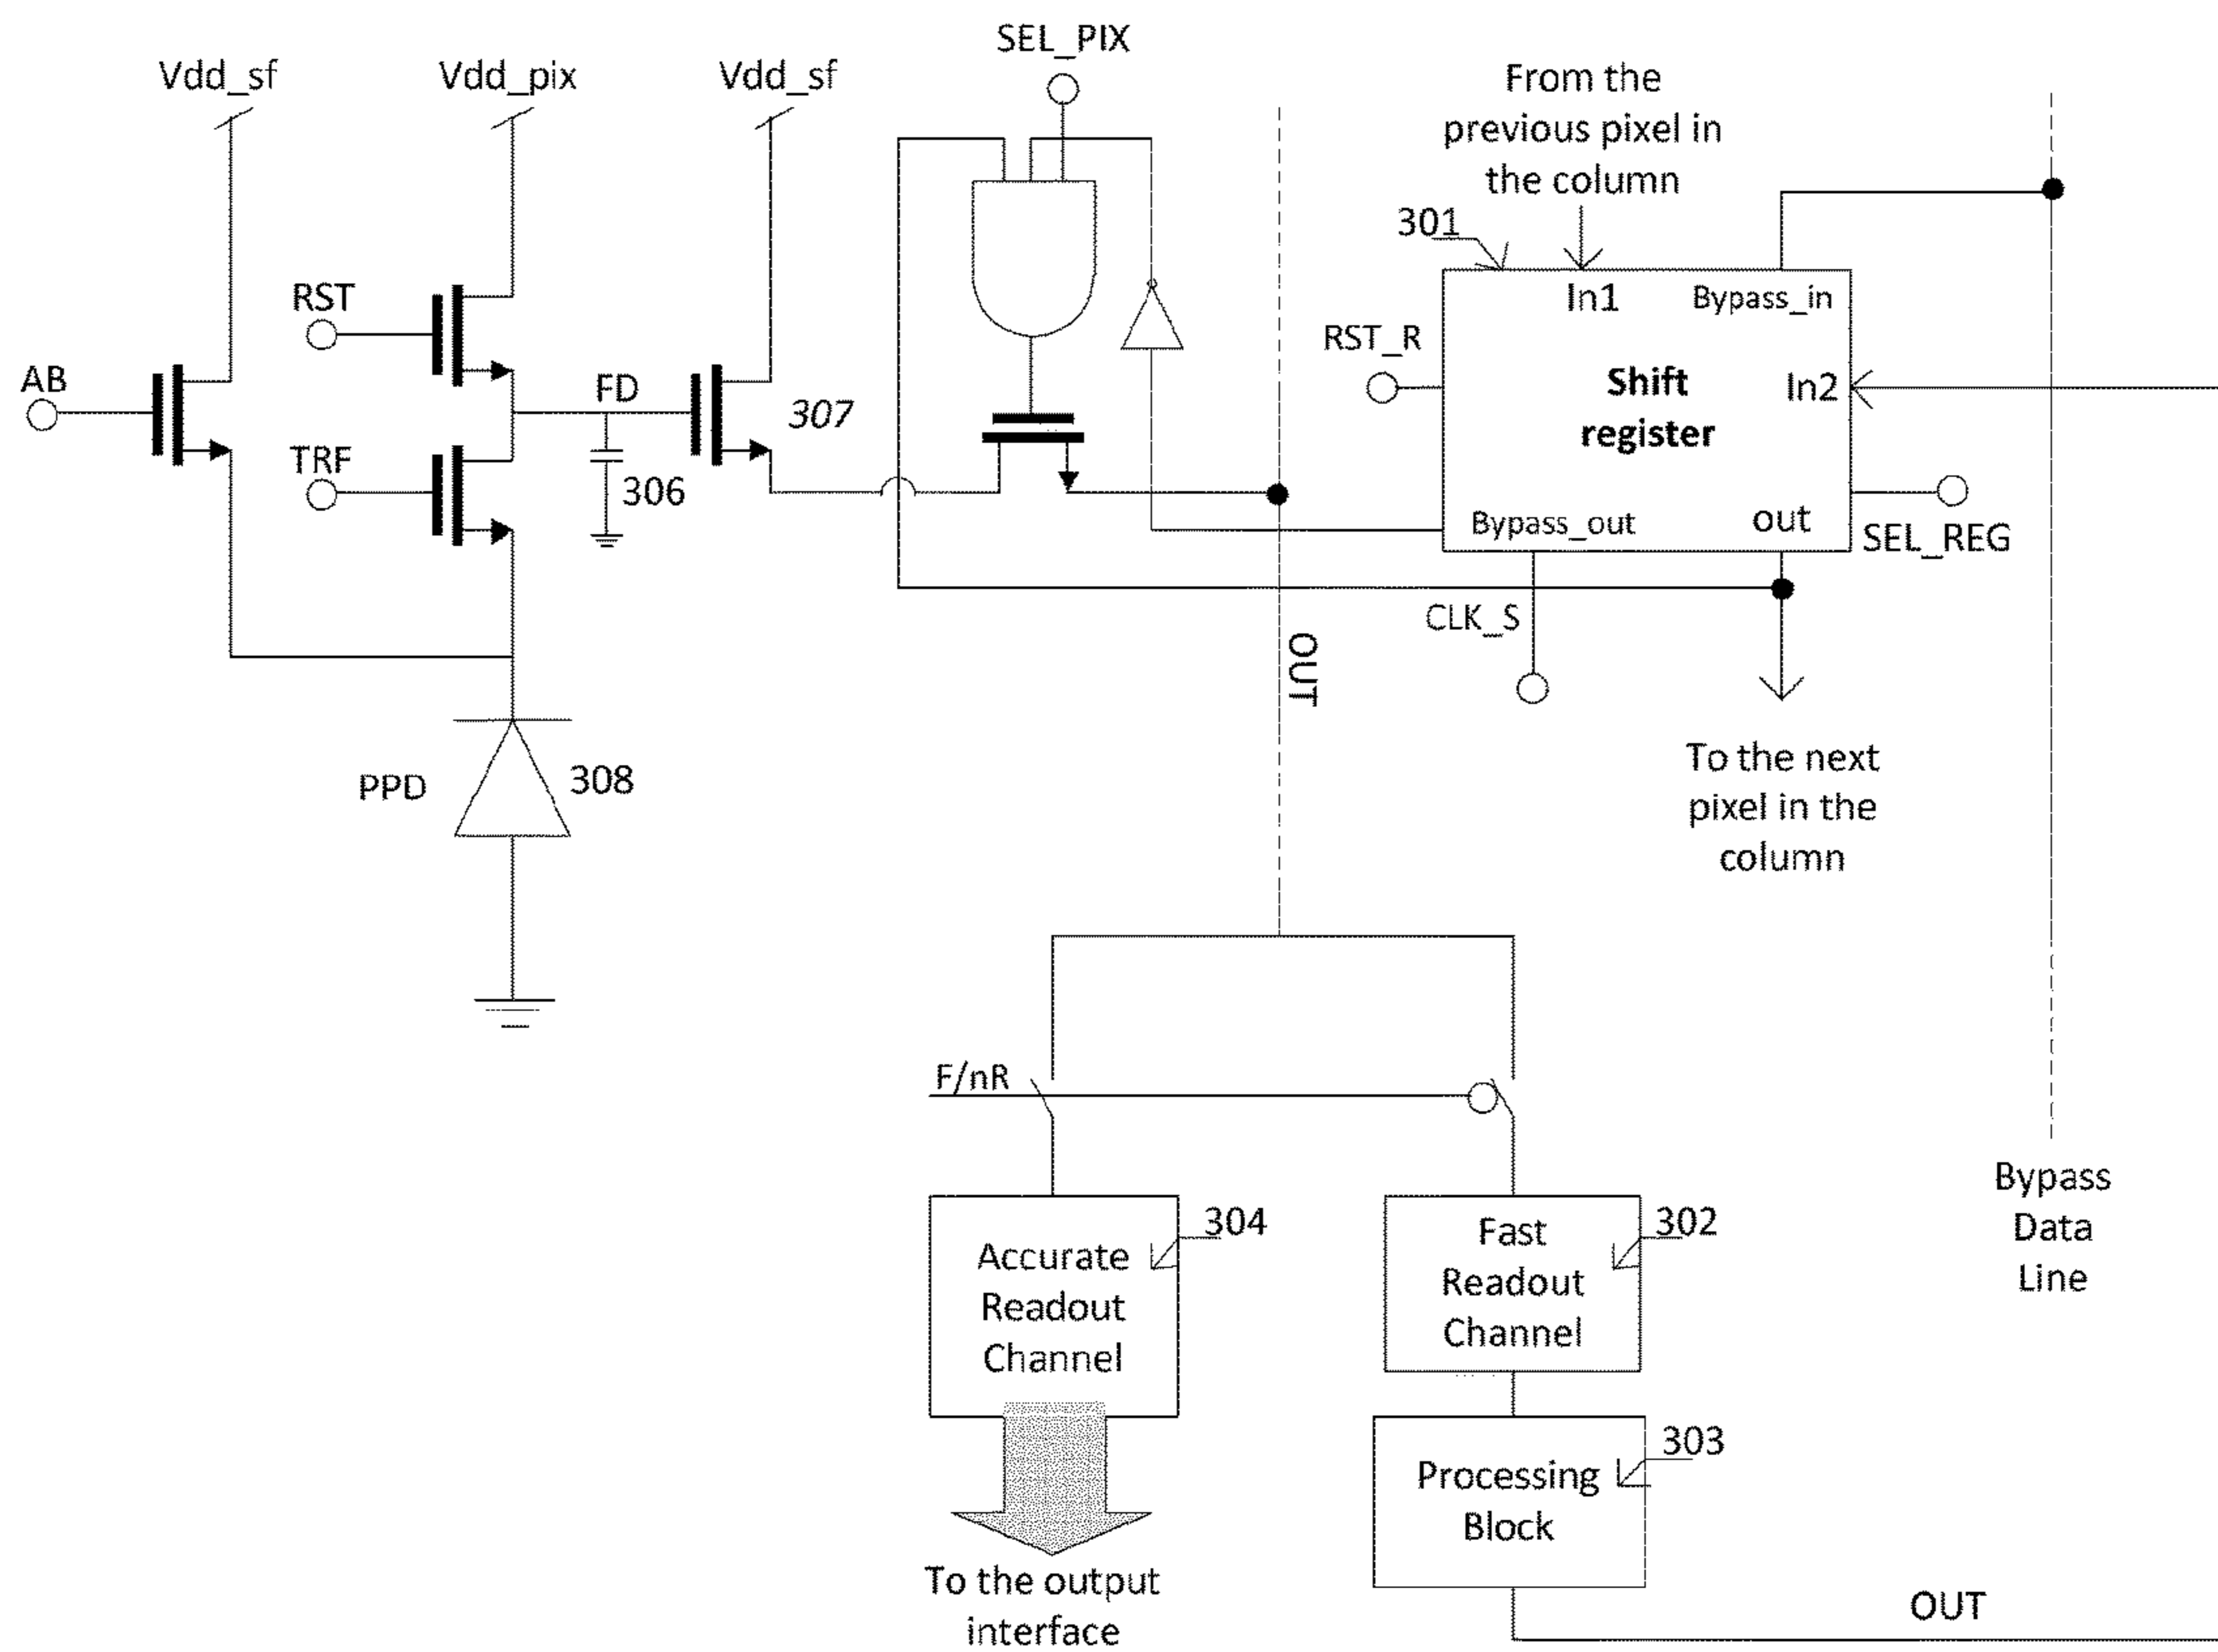 SEL_PIX
Vdd_sf
Vdd_pix
Vdd_sf
From the
previous pixel in
the column
301
In1
Bypass_in
RST
RST_R
AB
FD
307
Shift
register
In2
TRF
306
Bypass_out
out
SEL_REG
CLK_S
OUT
PPD
308
To the next
pixel in the
column
F/nR
304
Accurate
Readout
Channel
302
Fast
Readout
Channel
Bypass
Data
Line
303
Processing
Block
To the output
interface
OUT